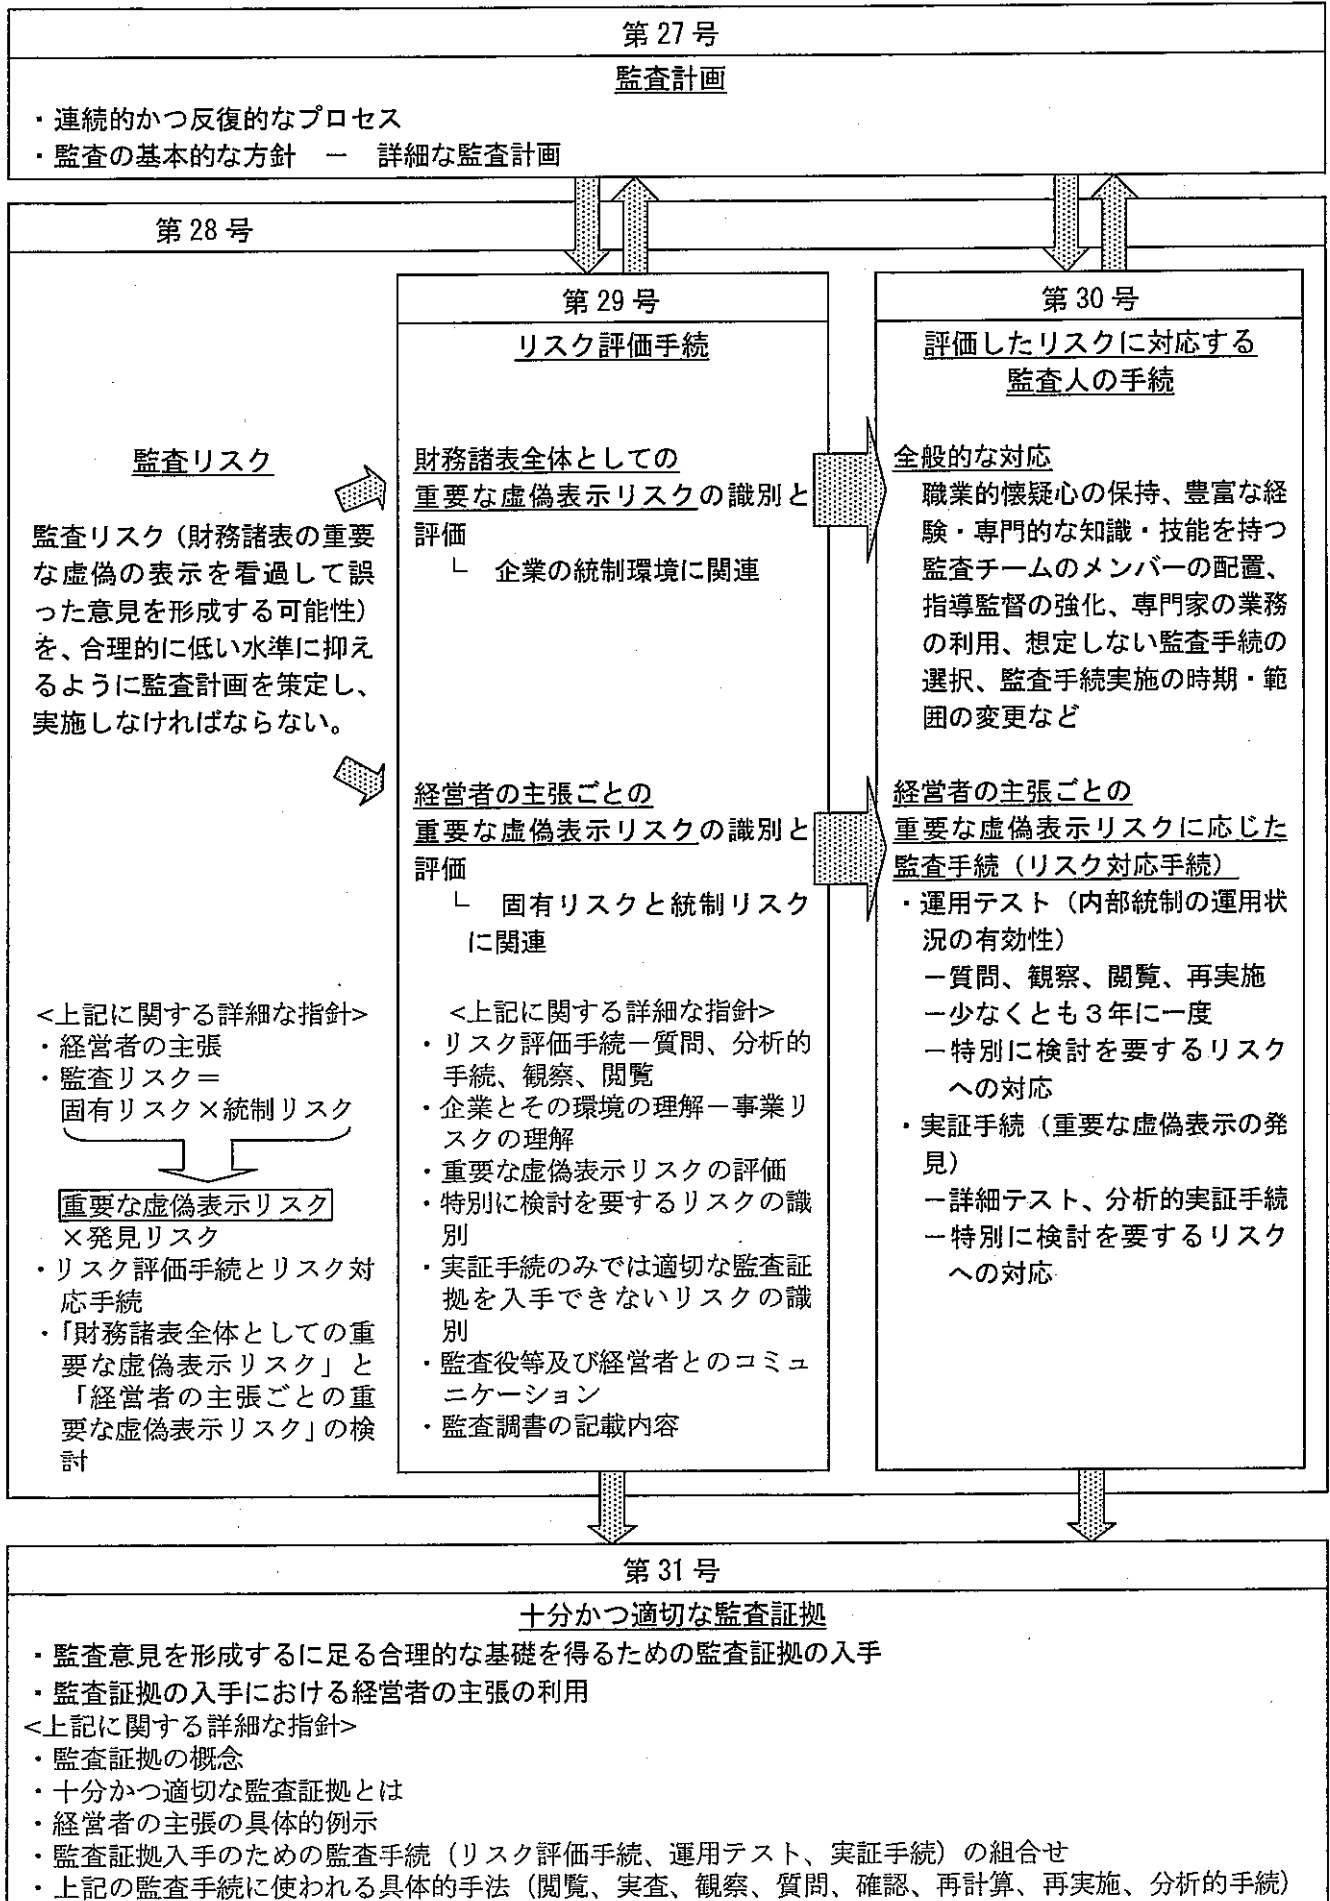 第27号
監査計画
・連続的かつ反復的なプロセス
・監査の基本的な方針 － 詳細な監査計画
第28号
監査リスク
監査リスク（財務諸表の重要
な虚偽の表示を看過して誤
った意見を形成する可能性）
を、合理的に低い水準に抑え
るように監査計画を策定し、
実施しなければならない。
<上記に関する詳細な指針>
・経営者の主張
・監査リスク＝
固有リスク×統制リスク
重要な虚偽表示リスク
×発見リスク
・リスク評価手続とリスク対
応手続
・「財務諸表全体としての重
要な虚偽表示リスク」と
「経営者の主張ごとの重
要な虚偽表示リスク」の検
討
第29号
リスク評価手続
財務諸表全体としての
重要な虚偽表示リスクの識別と
評価
└ 企業の統制環境に関連
経営者の主張ごとの
重要な虚偽表示リスクの識別と
評価
└ 固有リスクと統制リスク
に関連
<上記に関する詳細な指針>
・リスク評価手続－質問、分析的
手続、観察、閲覧
・企業とその環境の理解－事業リ
スクの理解
・重要な虚偽表示リスクの評価
・特別に検討を要するリスクの識
別
・実証手続のみでは適切な監査証
拠を入手できないリスクの識
別
・監査役等及び経営者とのコミュ
ニケーション
・監査調書の記載内容
第30号
評価したリスクに対応する
監査人の手続
全般的な対応
職業的懐疑心の保持、豊富な経
験・専門的な知識・技能を持つ
監査チームのメンバーの配置、
指導監督の強化、専門家の業務
の利用、想定しない監査手続の
選択、監査手続実施の時期・範
囲の変更など
経営者の主張ごとの
重要な虚偽表示リスクに応じた
監査手続（リスク対応手続）
・運用テスト（内部統制の運用状
況の有効性）
－質問、観察、閲覧、再実施
－少なくとも３年に一度
－特別に検討を要するリスク
への対応
・実証手続（重要な虚偽表示の発
見）
－詳細テスト、分析的実証手続
－特別に検討を要するリスク
への対応
第31号
十分かつ適切な監査証拠
・監査意見を形成するに足る合理的な基礎を得るための監査証拠の入手
・監査証拠の入手における経営者の主張の利用
<上記に関する詳細な指針>
・監査証拠の概念
・十分かつ適切な監査証拠とは
・経営者の主張の具体的例示
・監査証拠入手のための監査手続（リスク評価手続、運用テスト、実証手続）の組合せ
・上記の監査手続に使われる具体的手法（閲覧、実査、観察、質問、確認、再計算、再実施、分析的手続）